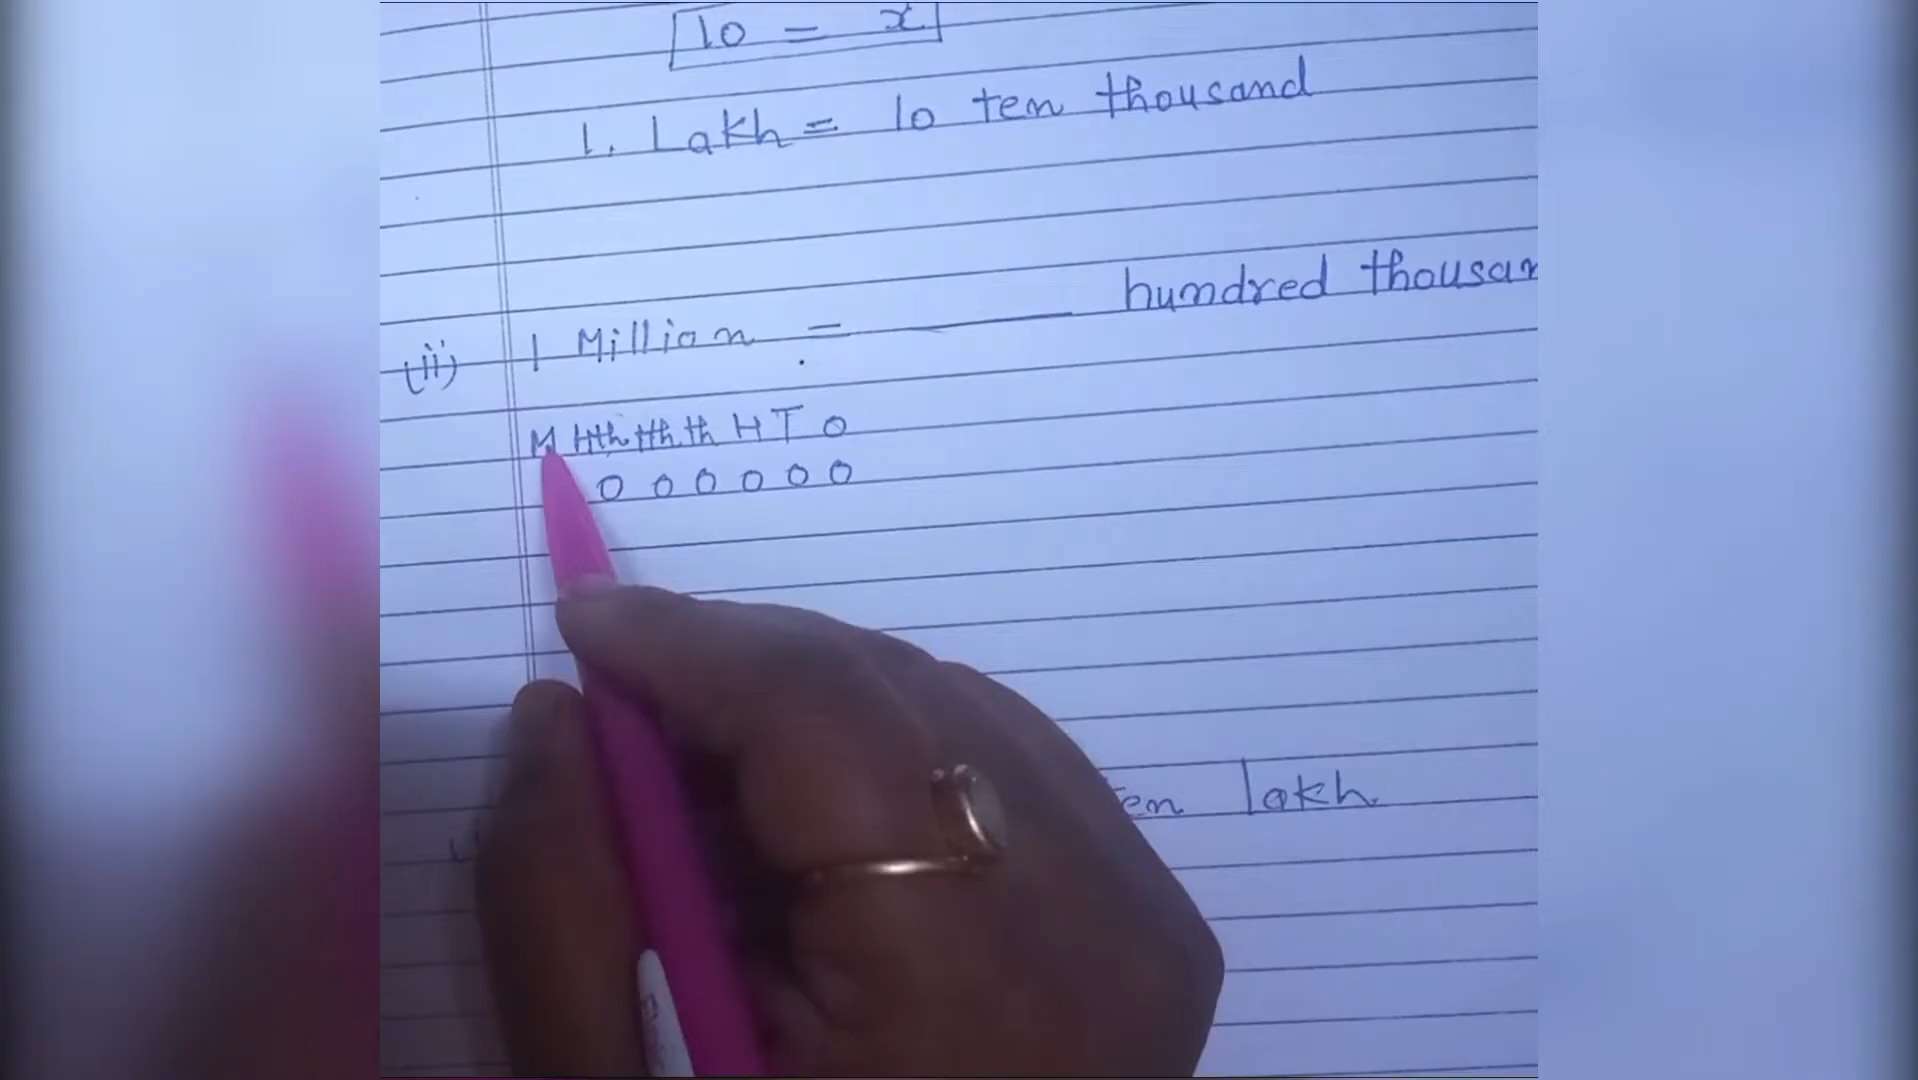 10 = x
1. Lakh = 10 ten thousand
(ii) 1 Million = ______ hundred thousan
M Hth tth th H T O
0 0 0 0 0 0
lakh